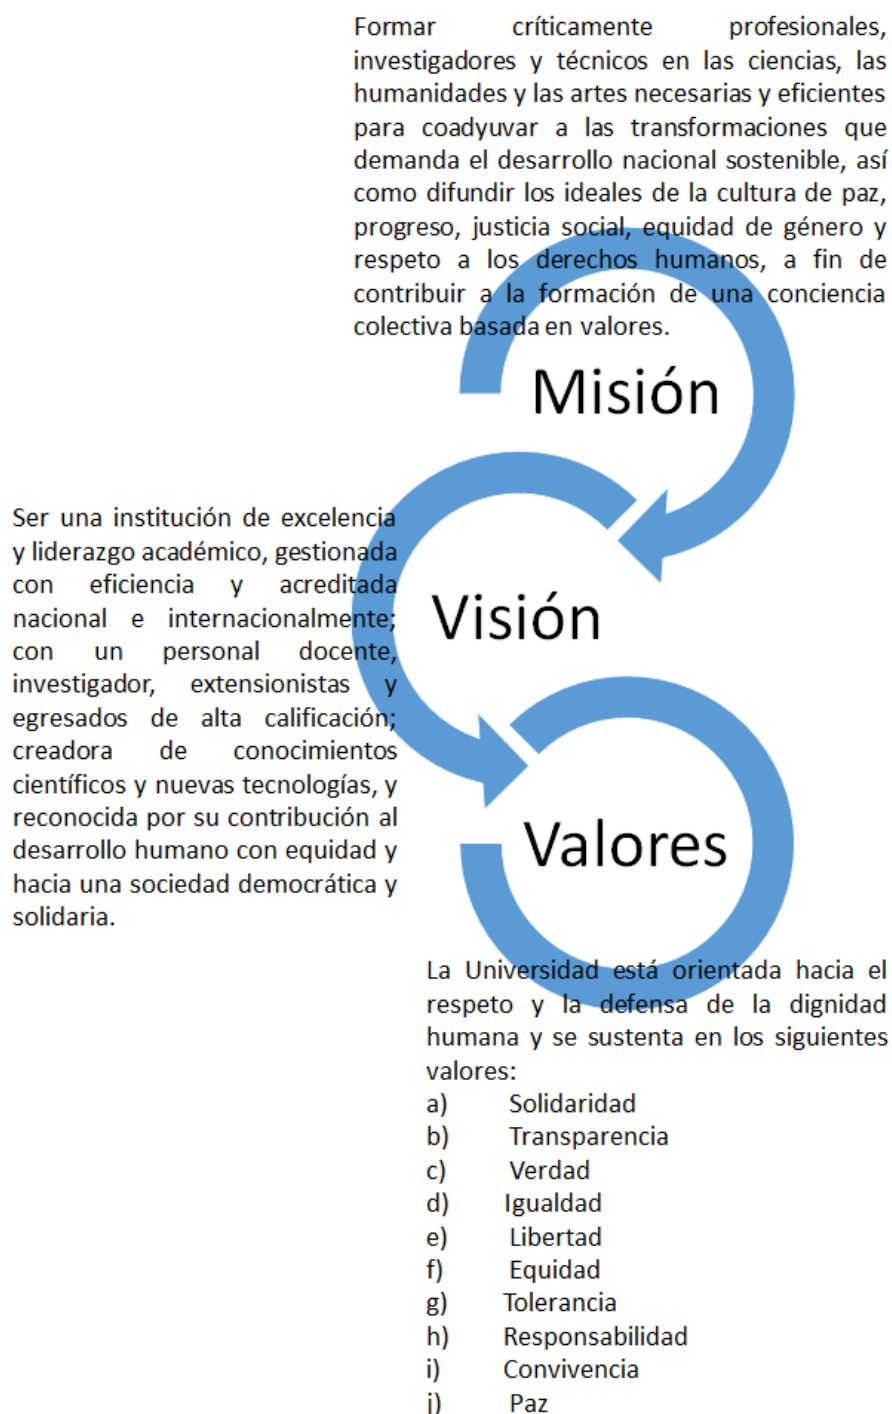 Formar críticamente profesionales,
investigadores y técnicos en las ciencias, las
humanidades y las artes necesarias y eficientes
para coadyuvar a las transformaciones que
demanda el desarrollo nacional sostenible, así
como difundir los ideales de la cultura de paz,
progreso, justicia social, equidad de género y
respeto a los derechos humanos, a fin de
contribuir a la formación de una conciencia
colectiva basada en valores.
Misión
Ser una institución de excelencia
y liderazgo académico, gestionada
con eficiencia y acreditada
nacional e internacionalmente;
con un personal docente,
investigador, extensionistas y
egresados de alta calificación;
creadora de conocimientos
científicos y nuevas tecnologías, y
reconocida por su contribución al
desarrollo humano con equidad y
hacia una sociedad democrática y
solidaria.
Visión
Valores
La Universidad está orientada hacia el
respeto y la defensa de la dignidad
humana y se sustenta en los siguientes
valores:
a) Solidaridad
b) Transparencia
c) Verdad
d) Igualdad
e) Libertad
f) Equidad
g) Tolerancia
h) Responsabilidad
i) Convivencia
j) Paz